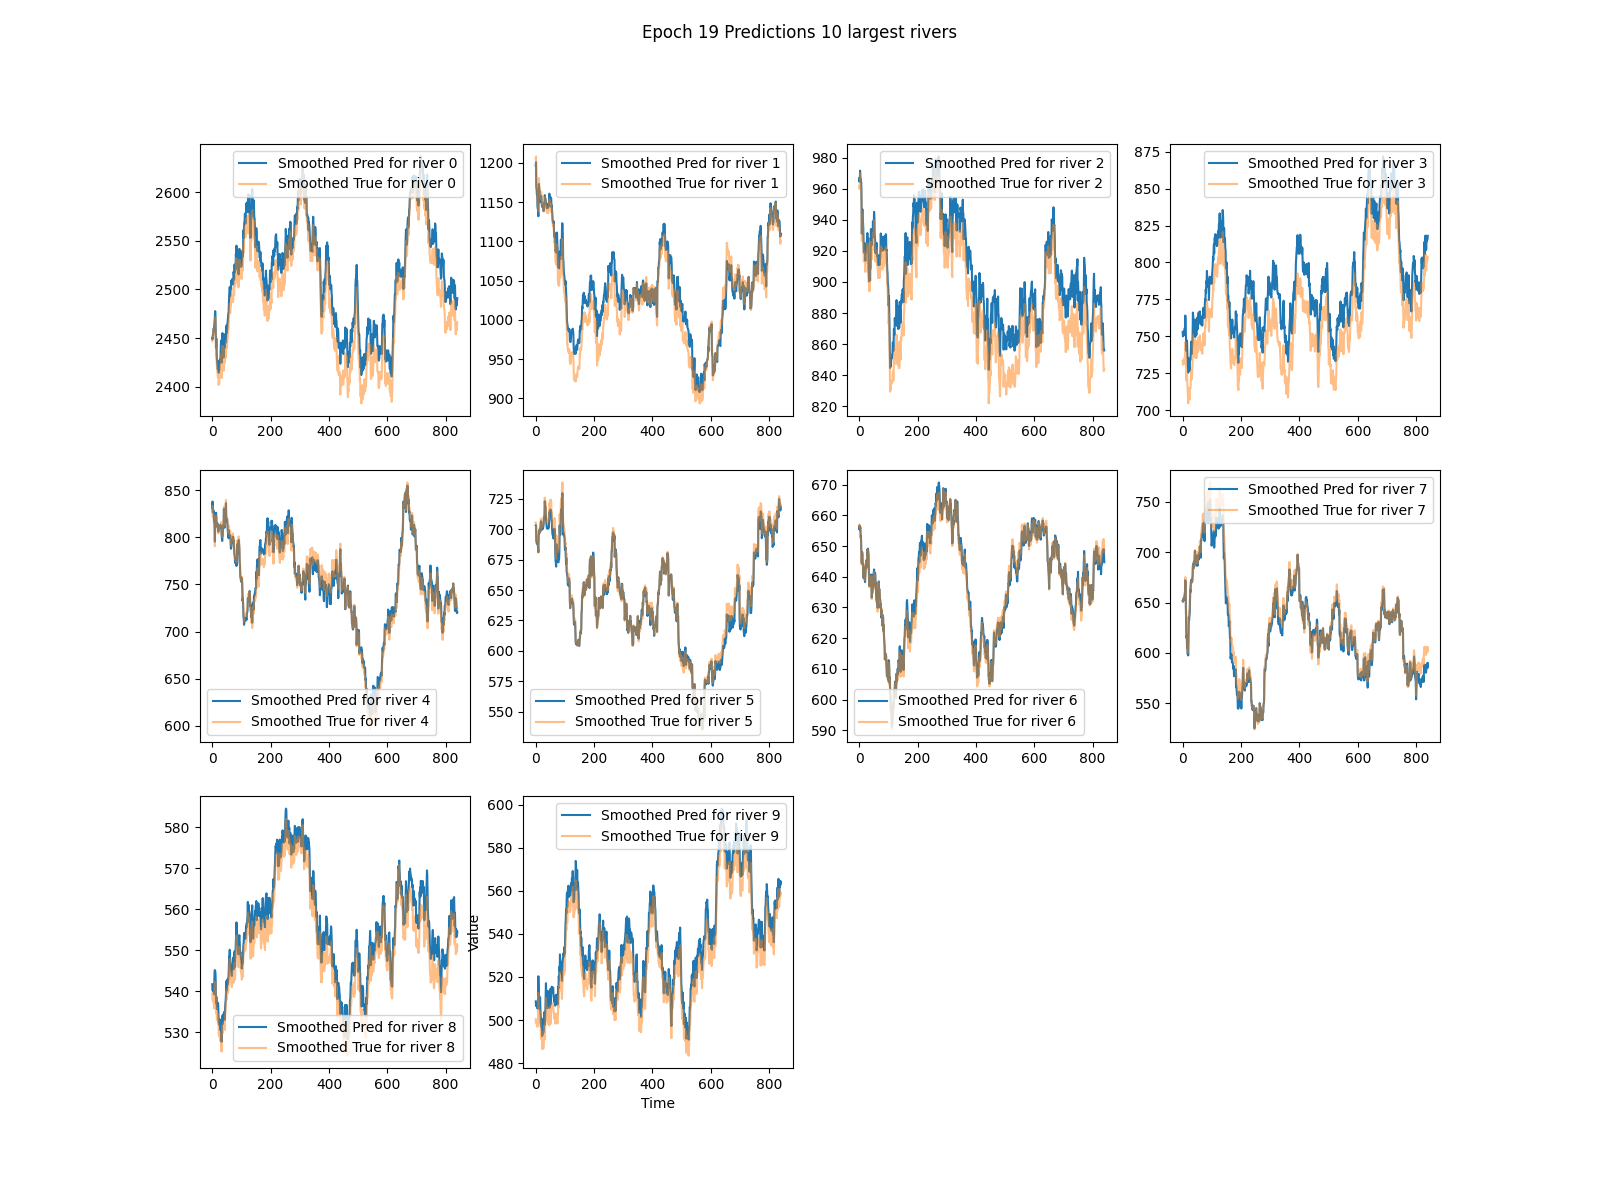 Epoch 19 Predictions 10 largest rivers
Smoothed Pred for river 0
Smoothed True for river 0
2600
2550
2500
2450
2400
0 200 400 600 800
Smoothed Pred for river 1
Smoothed True for river 1
1200
1150
1100
1050
1000
950
900
0 200 400 600 800
Smoothed Pred for river 2
Smoothed True for river 2
980
960
940
920
900
880
860
840
820
0 200 400 600 800
Smoothed Pred for river 3
Smoothed True for river 3
875
850
825
800
775
750
725
700
0 200 400 600 800
850
800
750
700
650
600
Smoothed Pred for river 4
Smoothed True for river 4
0 200 400 600 800
725
700
675
650
625
600
575
550
Smoothed Pred for river 5
Smoothed True for river 5
0 200 400 600 800
670
660
650
640
630
620
610
600
590
Smoothed Pred for river 6
Smoothed True for river 6
0 200 400 600 800
Smoothed Pred for river 7
Smoothed True for river 7
750
700
650
600
550
0 200 400 600 800
580
570
560
550
540
530
Smoothed Pred for river 8
Smoothed True for river 8
0 200 400 600 800
Smoothed Pred for river 9
Smoothed True for river 9
600
580
560
540
520
500
480
Value
0 200 400 600 800
Time